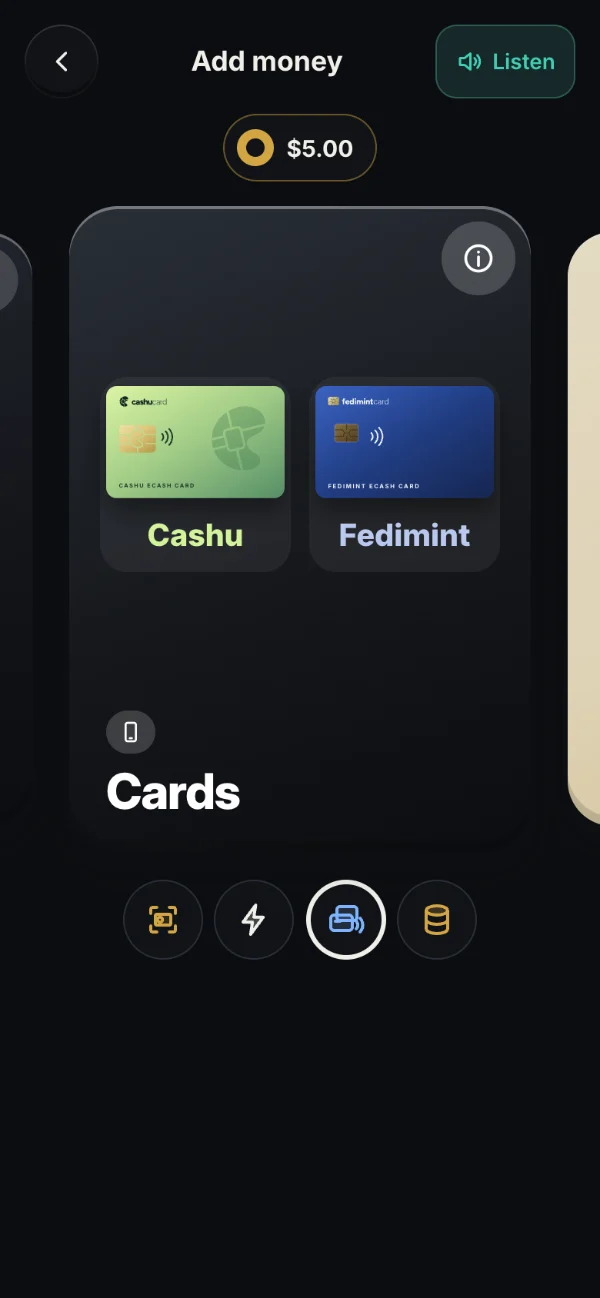 Add money
Listen
$5.00
cashucard
CASHU ECASH CARD
Cashu
fedimintcard
FEDIMINT ECASH CARD
Fedimint
Cards